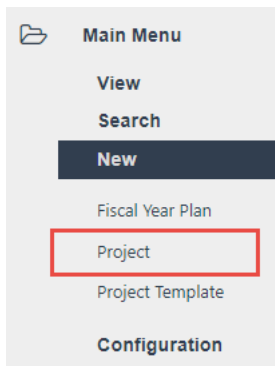 Main Menu
View
Search
New
Fiscal Year Plan
Project
Project Template
Configuration